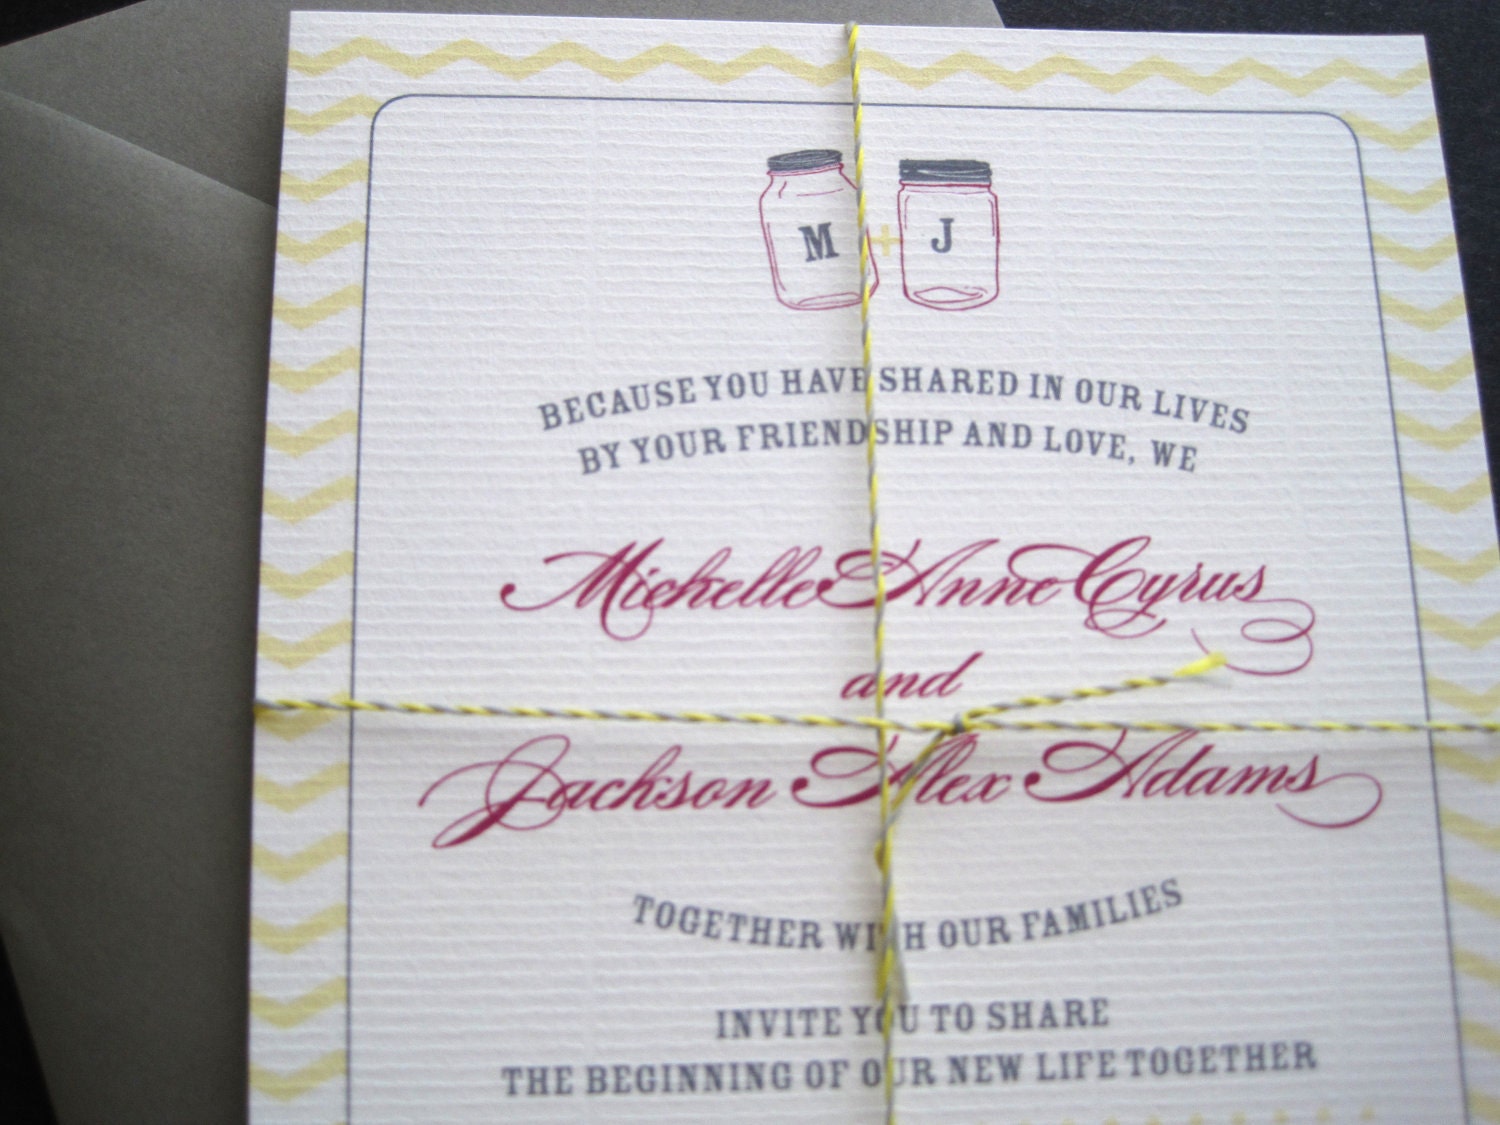 M + J
BECAUSE YOU HAVE SHARED IN OUR LIVES
BY YOUR FRIENDSHIP AND LOVE, WE
Michelle Anne Cyrus
and
Jackson Alex Adams
TOGETHER WITH OUR FAMILIES
INVITE YOU TO SHARE
THE BEGINNING OF OUR NEW LIFE TOGETHER